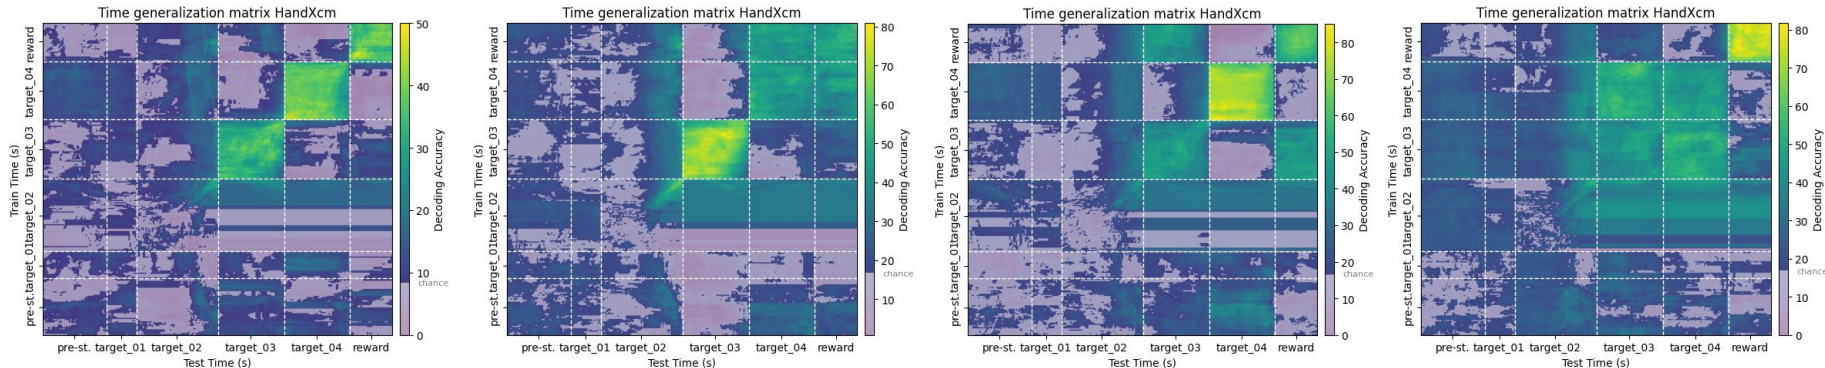 Time generalization matrix HandXcm
Train Time (s)
reward
target_04
target_03
target_02
target_01
pre-st.
pre-st. target_01 target_02 target_03 target_04 reward
Test Time (s)
50
40
30
20
10
chance
0
Decoding Accuracy
Time generalization matrix HandXcm
Train Time (s)
reward
target_04
target_03
target_02
target_01
pre-st.
pre-st. target_01 target_02 target_03 target_04 reward
Test Time (s)
80
70
60
50
40
30
20
chance
10
Decoding Accuracy
Time generalization matrix HandXcm
Train Time (s)
reward
target_04
target_03
target_02
target_01
pre-st.
pre-st. target_01 target_02 target_03 target_04 reward
Test Time (s)
80
70
60
50
40
30
20
chance
10
0
Decoding Accuracy
Time generalization matrix HandXcm
Train Time (s)
reward
target_04
target_03
target_02
target_01
pre-st.
pre-st. target_01 target_02 target_03 target_04 reward
Test Time (s)
80
70
60
50
40
30
20
chance
10
0
Decoding Accuracy